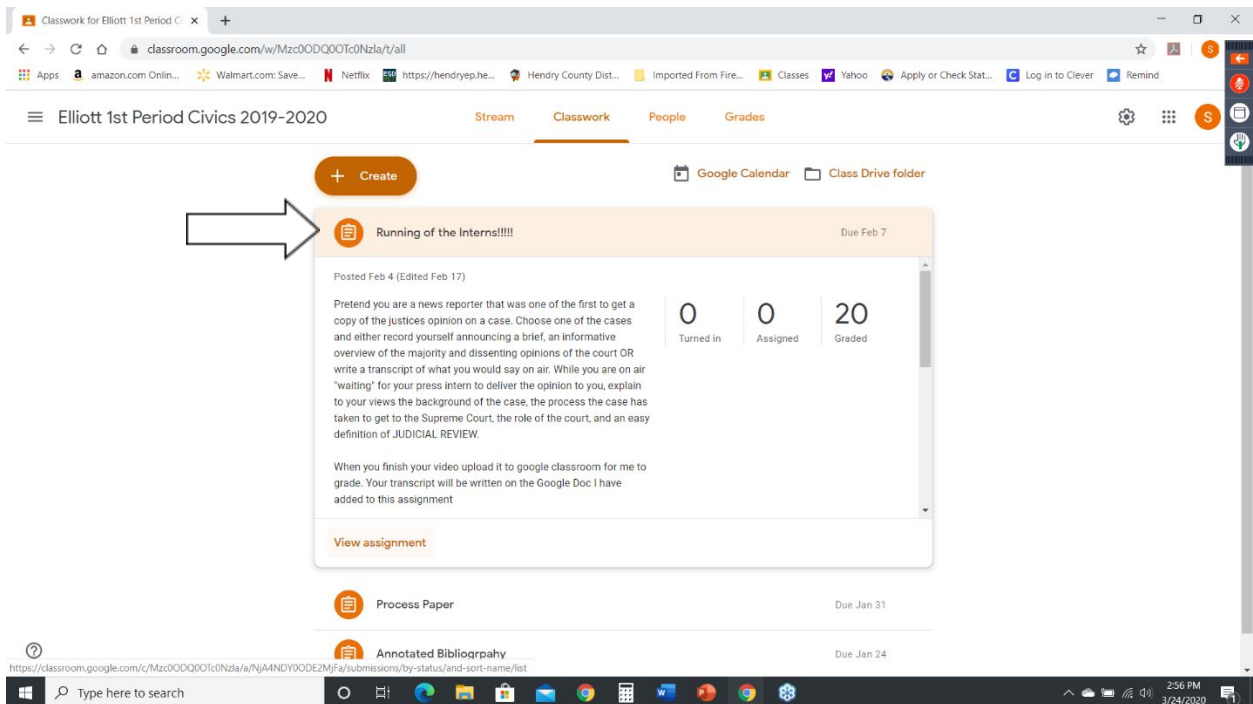 Classwork for Elliott 1st Period C
classroom.google.com/w/Mzc0ODQ0OTc0Nzla/t/all
S
Apps
a amazon.com Onlin...
Walmart.com: Save...
N Netflix
ESD https://hendryep.he...
Hendry County Dist...
Imported From Fire...
Classes
Yahoo
Apply or Check Stat...
C Log in to Clever
Remind
Elliott 1st Period Civics 2019-2020
Stream
Classwork
People
Grades
S
+ Create
Google Calendar
Class Drive folder
Running of the Interns!!!!!
Due Feb 7
Posted Feb 4 (Edited Feb 17)
Pretend you are a news reporter that was one of the first to get a
copy of the justices opinion on a case. Choose one of the cases
and either record yourself announcing a brief, an informative
overview of the majority and dissenting opinions of the court OR
write a transcript of what you would say on air. While you are on air
"waiting" for your press intern to deliver the opinion to you, explain
to your views the background of the case, the process the case has
taken to get to the Supreme Court, the role of the court, and an easy
definition of JUDICIAL REVIEW.
When you finish your video upload it to google classroom for me to
grade. Your transcript will be written on the Google Doc I have
added to this assignment
0
Turned in
0
Assigned
20
Graded
View assignment
Process Paper
Due Jan 31
Annotated Bibliogrpahy
Due Jan 24
https://classroom.google.com/c/Mzc0ODQ0OTc0Nzla/a/NjA4NDY0ODE2MjFa/submissions/by-status/and-sort-name/list
Type here to search
2:56 PM
3/24/2020